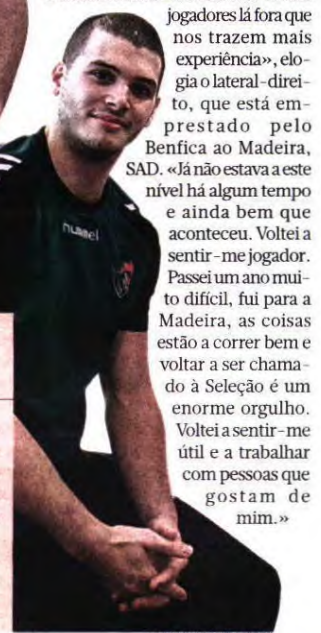 jogadores lá fora que
nos trazem mais
experiência», elo-
gia o lateral-direi-
to, que está em-
prestado pelo
Benfica ao Madeira,
SAD. «Já não estava a este
nível há algum tempo
e ainda bem que
aconteceu. Voltei a
sentir-me jogador.
Passei um ano mui-
to difícil, fui para a
Madeira, as coisas
estão a correr bem e
voltar a ser chama-
do à Seleção é um
enorme orgulho.
Voltei a sentir-me
útil e a trabalhar
com pessoas que
gostam de
mim.»
hummel